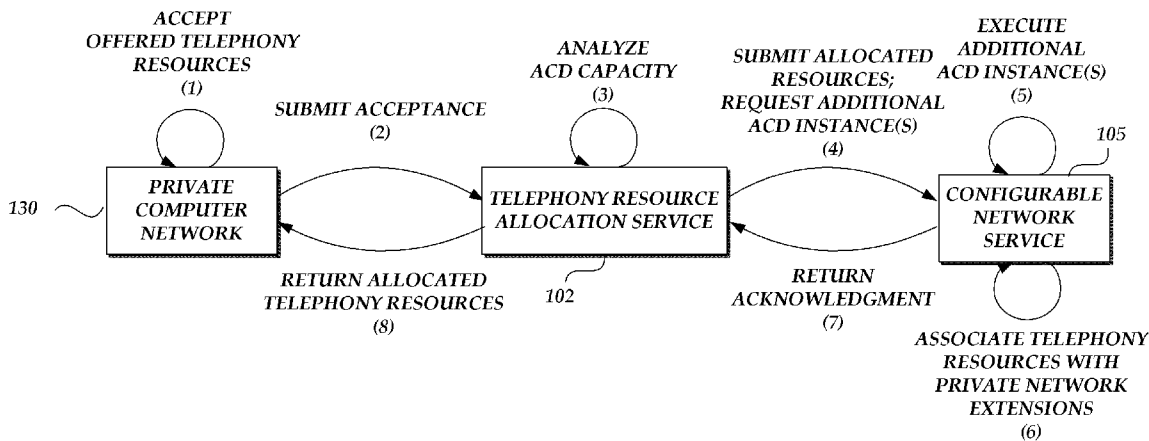 ACCEPT
OFFERED TELEPHONY
RESOURCES
(1)
SUBMIT ACCEPTANCE
(2)
ANALYZE
ACD CAPACITY
(3)
SUBMIT ALLOCATED
RESOURCES;
REQUEST ADDITIONAL
ACD INSTANCE(S)
(4)
EXECUTE
ADDITIONAL
ACD INSTANCE(S)
(5)
105
130
PRIVATE
COMPUTER
NETWORK
TELEPHONY RESOURCE
ALLOCATION SERVICE
102
CONFIGURABLE
NETWORK
SERVICE
RETURN ALLOCATED
TELEPHONY RESOURCES
(8)
RETURN
ACKNOWLEDGMENT
(7)
ASSOCIATE TELEPHONY
RESOURCES WITH
PRIVATE NETWORK
EXTENSIONS
(6)